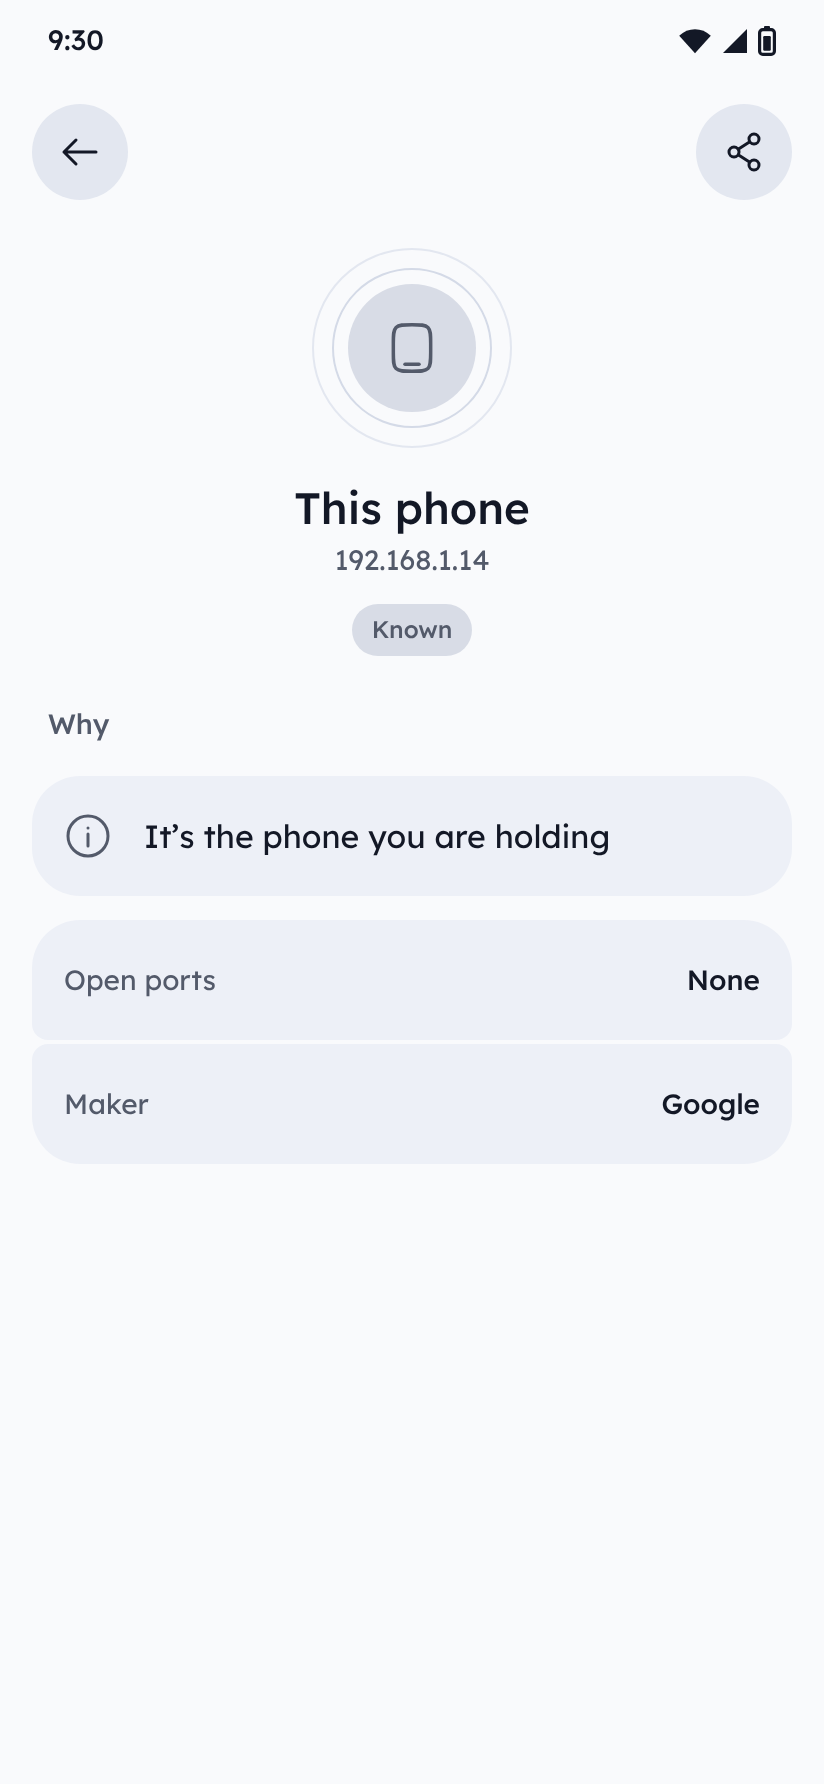 9:30
This phone
192.168.1.14
Known
Why
It’s the phone you are holding
Open ports None
Maker Google